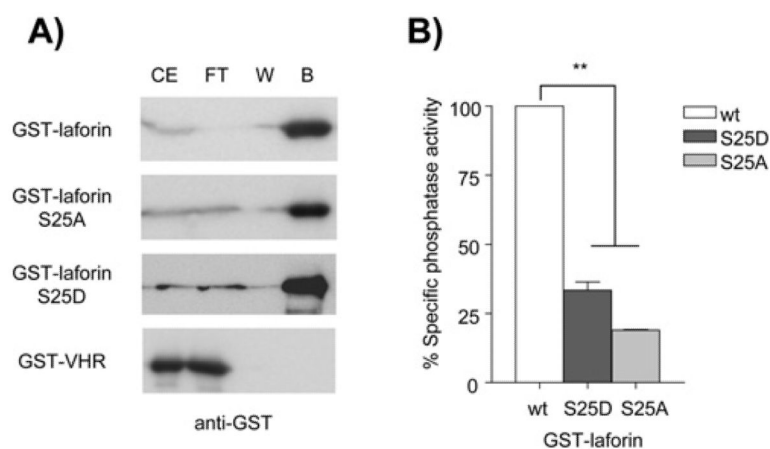 A)
CE FT W B
GST-laforin
GST-laforin
S25A
GST-laforin
S25D
GST-VHR
anti-GST
B)
**
% Specific phosphatase activity
100
75
50
25
0
wt
S25D
S25A
wt S25D S25A
GST-laforin